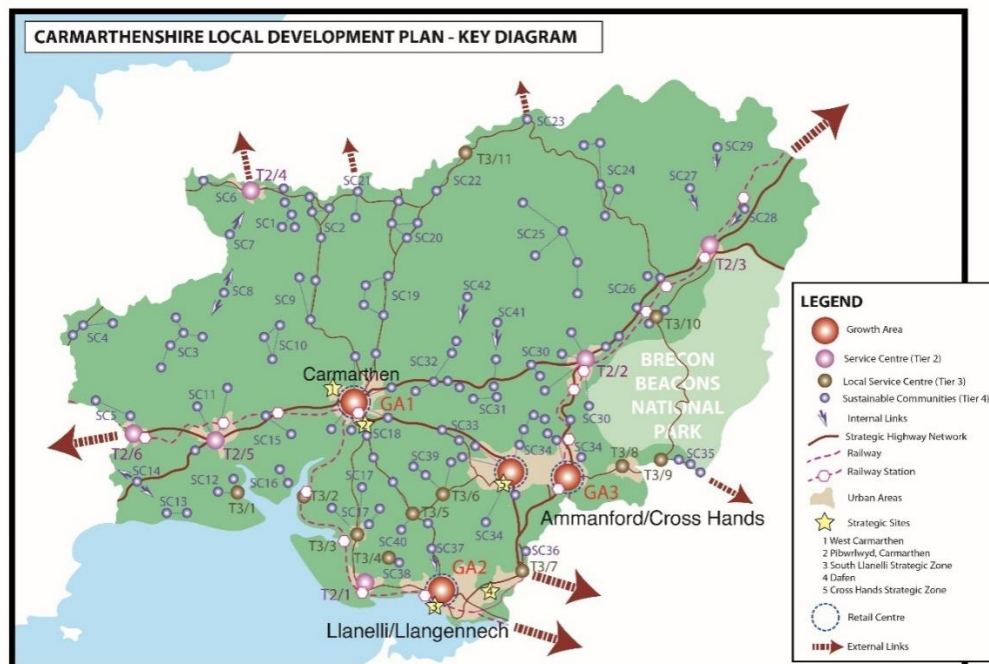 CARMARTHENSHIRE LOCAL DEVELOPMENT PLAN - KEY DIAGRAM
SC23
SC29
T3/11
T2/4
SC21
SC24
SC6
SC22
SC27
SC1
SC2
SC28
SC20
SC7
SC25
T2/3
SC8
SC42
SC26
SC9
SC19
SC41
SC4
T3/10
SC3
SC10
SC32
SC30
BRECON
BEACONS
NATIONAL
PARK
Carmarthen
T2/2
SC11
GA1
SC31
SC30
SC5
SC33
SC18
SC15
SC34
SC34
T2/6
T2/5
T3/8
SC35
SC39
T3/9
SC14
SC17
5
GA3
SC12
SC16
T3/2
T3/6
SC13
T3/1
SC37
T3/5
Ammanford/Cross Hands
SC34
T3/3
SC40
T3/4
SC37
SC36
SC38
GA2
T3/7
T2/1
4
3
Llanelli/Llangennech
LEGEND
Growth Area
Service Centre (Tier 2)
Local Service Centre (Tier 3)
Sustainable Communities (Tier 4)
Internal Links
Strategic Highway Network
Railway
Railway Station
Urban Areas
Strategic Sites
1 West Carmarthen
2 Pibwrlwyd, Carmarthen
3 South Llanelli Strategic Zone
4 Dafen
5 Cross Hands Strategic Zone
Retail Centre
External Links